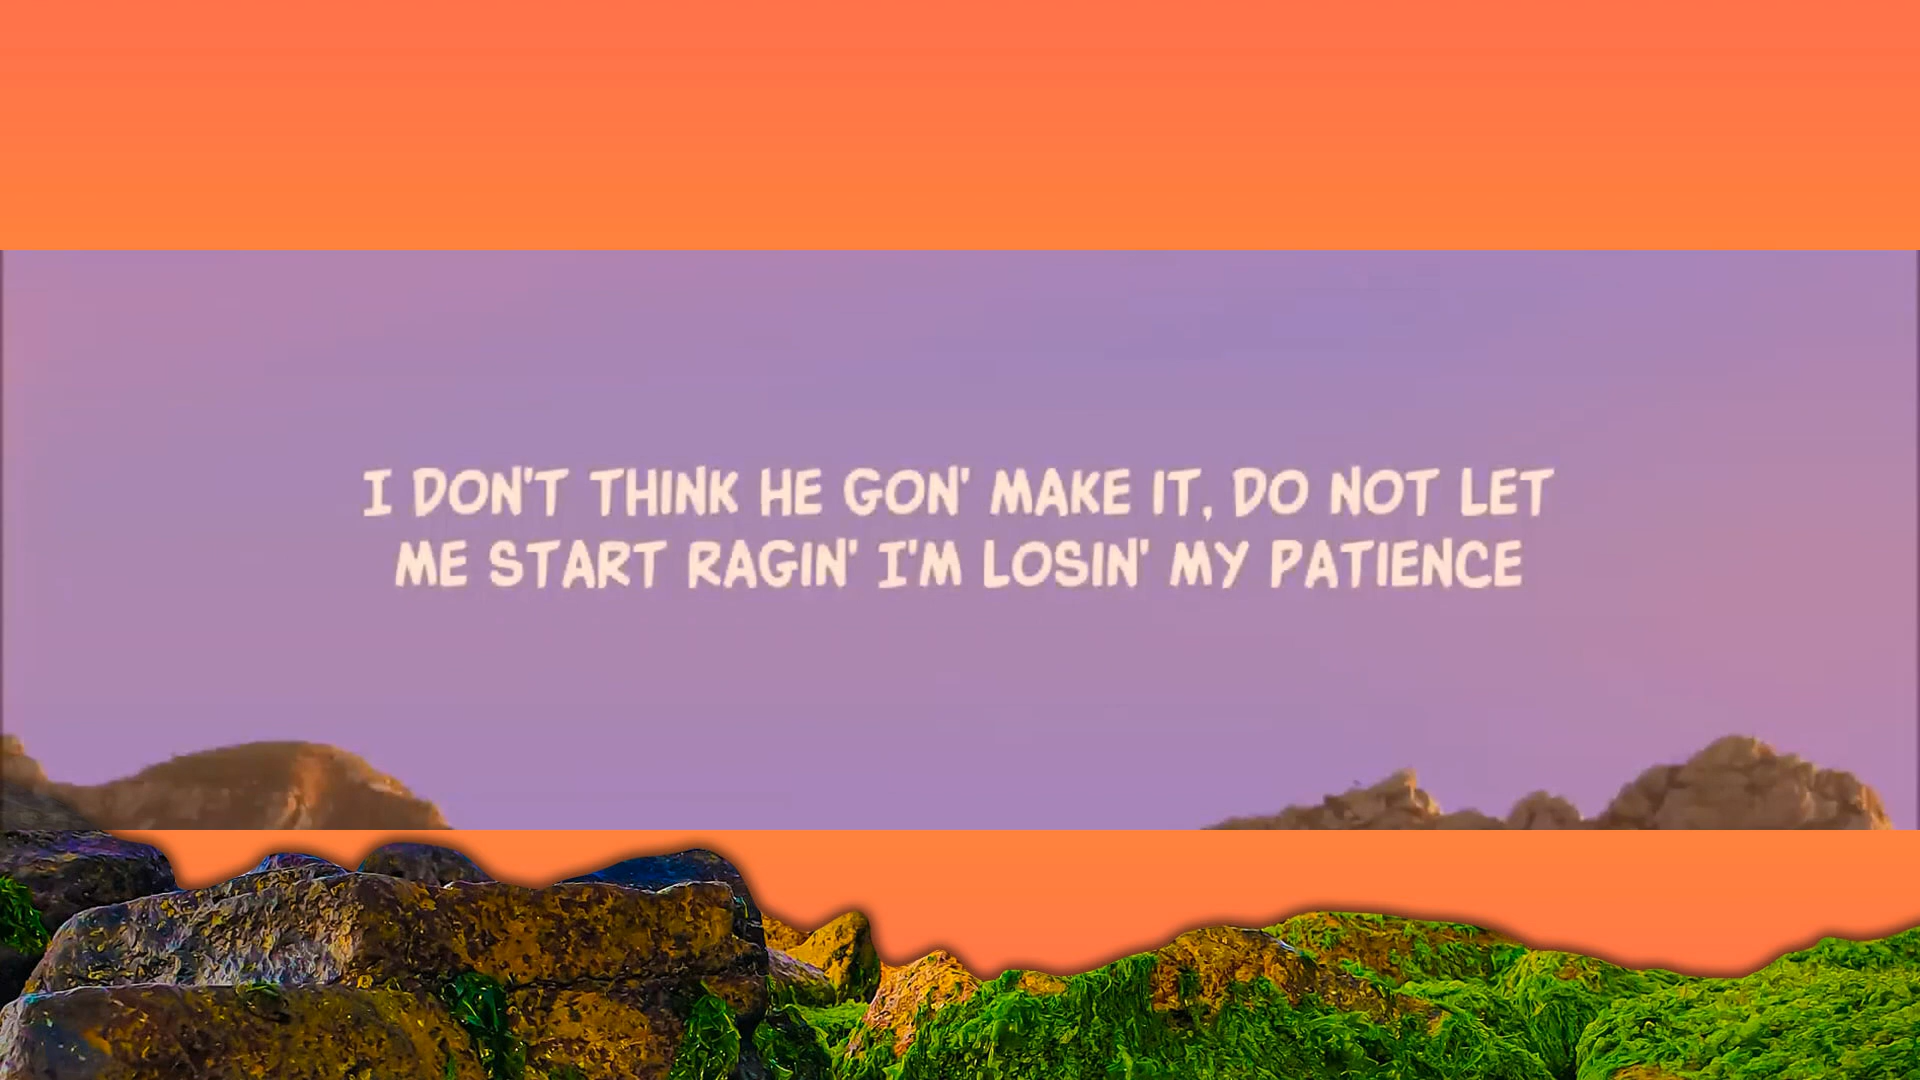 I DON'T THINK HE GON' MAKE IT, DO NOT LET
ME START RAGIN' I'M LOSIN' MY PATIENCE